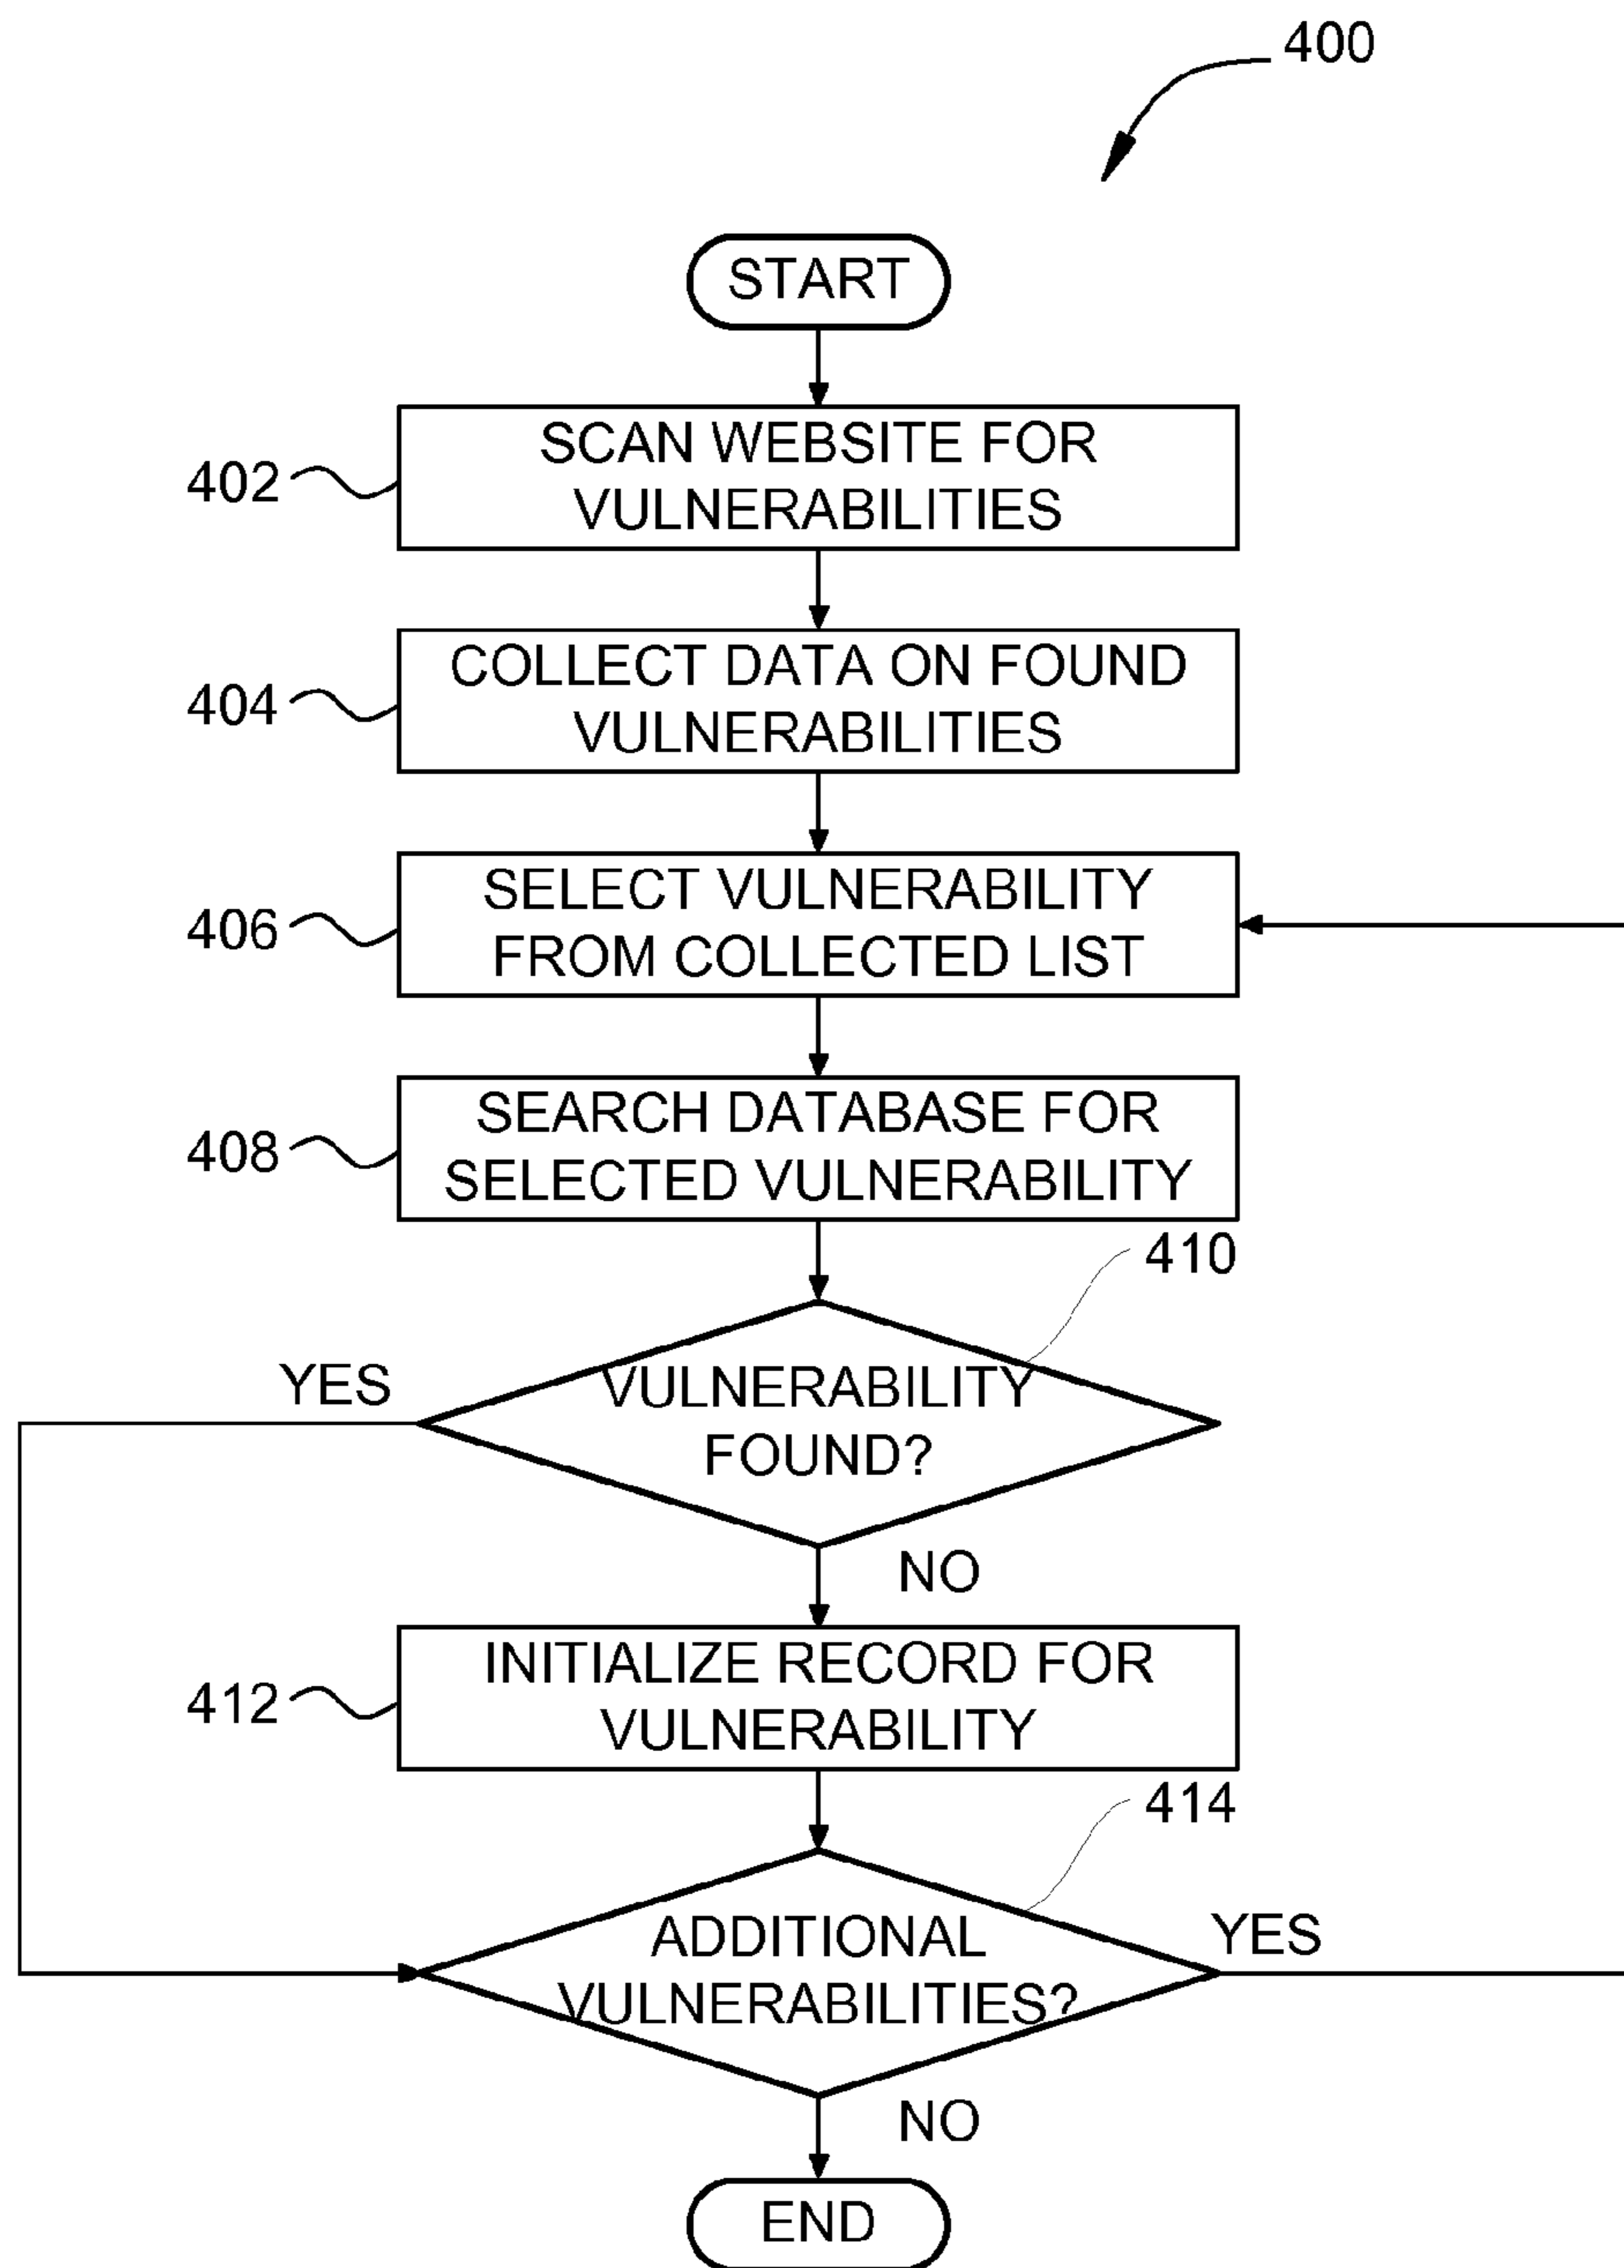 400
START
SCAN WEBSITE FOR
VULNERABILITIES
402
COLLECT DATA ON FOUND
VULNERABILITIES
404
SELECT VULNERABILITY
FROM COLLECTED LIST
406
SEARCH DATABASE FOR
SELECTED VULNERABILITY
408
410
YES
VULNERABILITY
FOUND?
NO
INITIALIZE RECORD FOR
VULNERABILITY
412
414
ADDITIONAL
VULNERABILITIES?
YES
NO
END